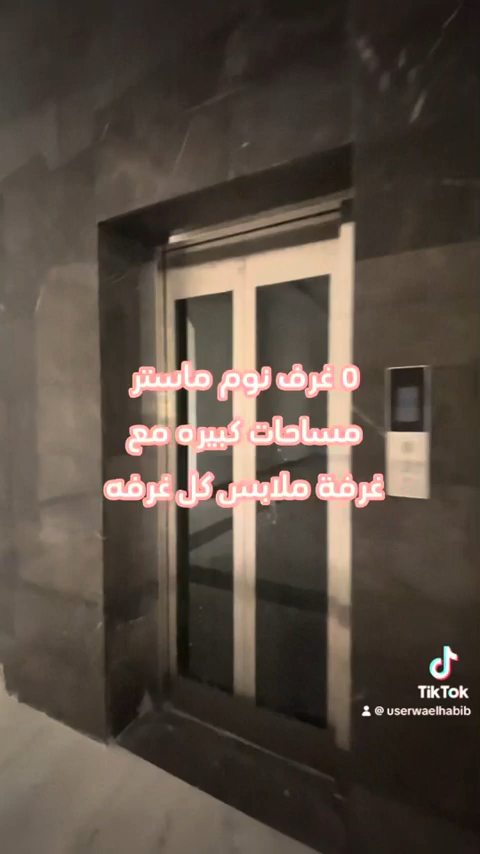 ٥ غرف نوم ماستر
مساحات كبيره مع
غرفة ملابس كل غرفه
TikTok
@userwaelhabib